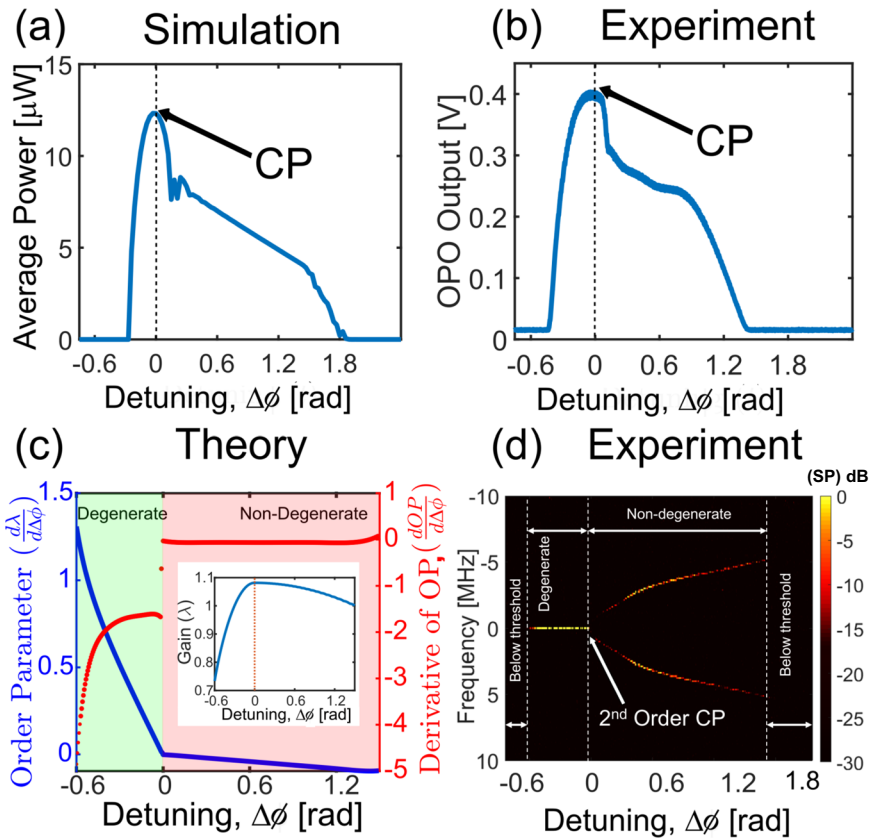 (a) Simulation
15
10
5
0
Average Power [μW]
CP
-0.6 0 0.6 1.2 1.8
Detuning, Δϕ [rad]
(b) Experiment
0.4
0.3
0.2
0.1
0
OPO Output [V]
CP
-0.6 0 0.6 1.2 1.8
Detuning, Δϕ [rad]
(c) Theory
1.5
1
0.5
0
Order Parameter (dλ/dΔϕ)
Degenerate
Non-Degenerate
1
0
-1
-2
-3
-4
-5
Derivative of OP, (dOP/dΔϕ)
1.1
1
0.9
0.8
0.7
Gain (λ)
-0.6 0 0.6 1.2
Detuning, Δϕ [rad]
-0.6 0 0.6 1.2
Detuning, Δϕ [rad]
(d) Experiment
(SP) dB
-10
-5
0
5
10
Frequency [MHz]
Below threshold
Degenerate
Non-degenerate
Below threshold
2nd Order CP
0
-5
-10
-15
-20
-25
-30
-0.6 0 0.6 1.2 1.8
Detuning, Δϕ [rad]